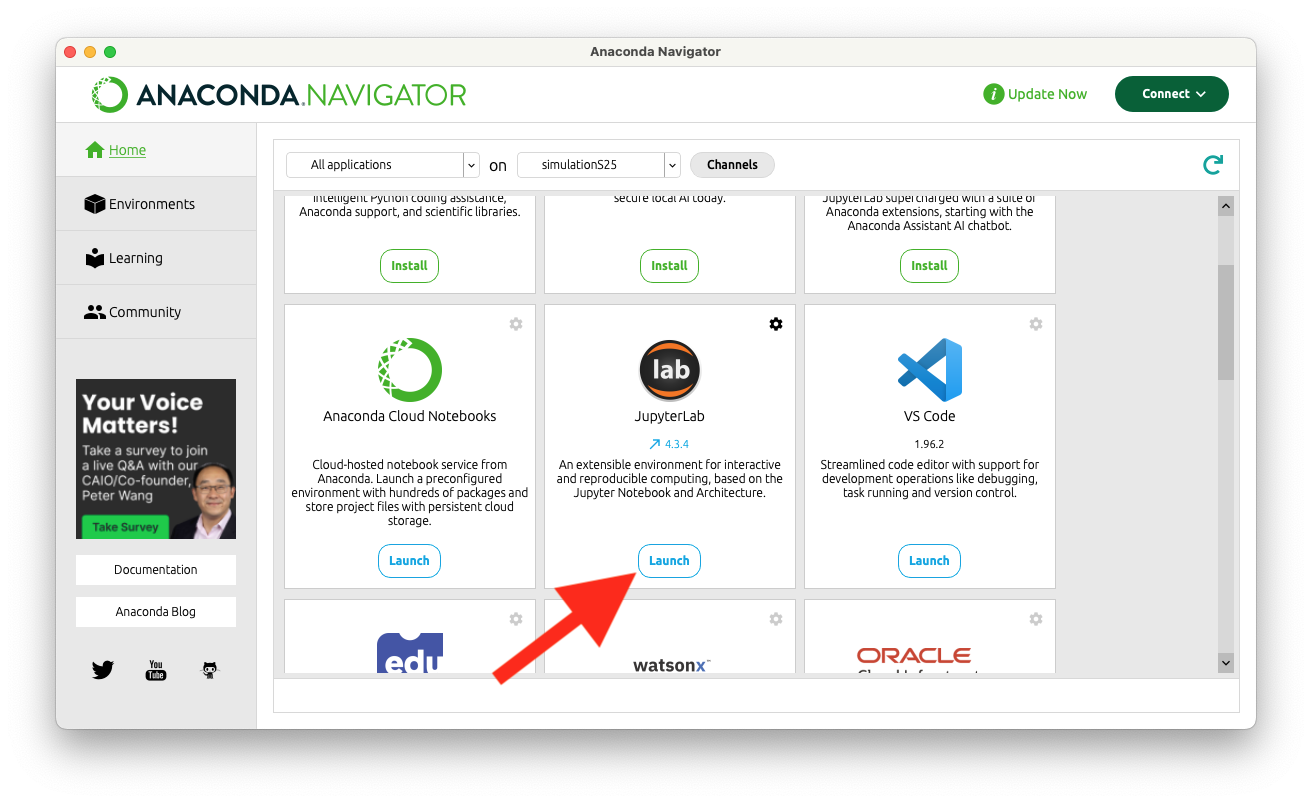 Anaconda Navigator
ANACONDA.NAVIGATOR
i Update Now
Connect
Home
Environments
Learning
Community
All applications
on
simulationS25
Channels
Intelligent Python coding assistance,
Anaconda support, and scientific libraries.
Install
secure local AI today.
Install
JupyterLab supercharged with a suite of
Anaconda extensions, starting with the
Anaconda Assistant AI chatbot.
Install
Anaconda Cloud Notebooks
Cloud-hosted notebook service from
Anaconda. Launch a preconfigured
environment with hundreds of packages and
store project files with persistent cloud
storage.
Launch
lab
JupyterLab
4.3.4
An extensible environment for interactive
and reproducible computing, based on the
Jupyter Notebook and Architecture.
Launch
VS Code
1.96.2
Streamlined code editor with support for
development operations like debugging,
task running and version control.
Launch
edu
watsonx™
ORACLE
Your Voice
Matters!
Take a survey to join
a live Q&A with our
CAIO/Co-founder,
Peter Wang
Take Survey
Documentation
Anaconda Blog
You
Tube